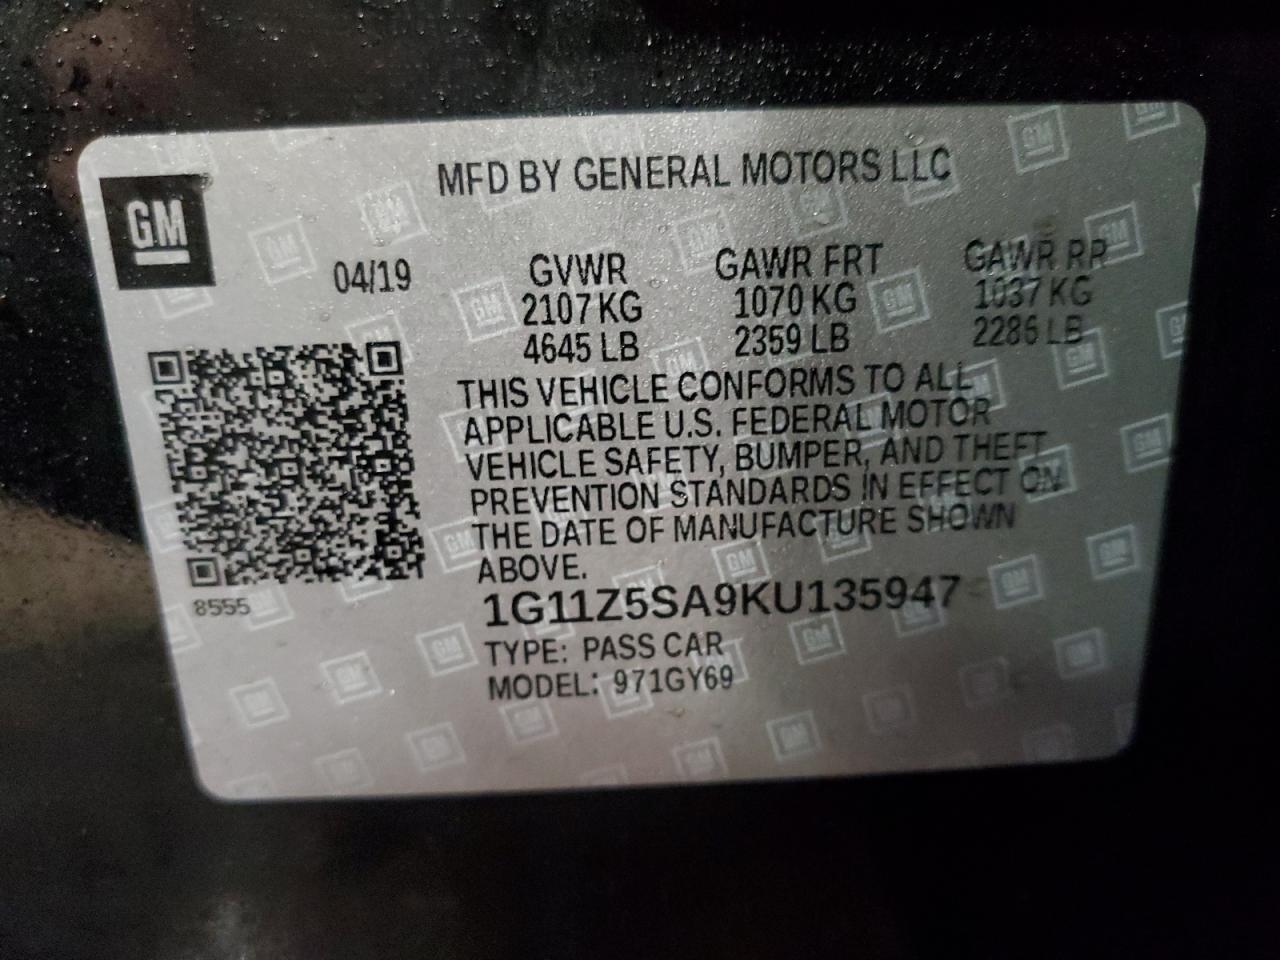 MFD BY GENERAL MOTORS LLC
GM
04/19
GVWR GAWR FRT GAWR RR
2107 KG 1070 KG 1037 KG
4645 LB 2359 LB 2286 LB
THIS VEHICLE CONFORMS TO ALL
APPLICABLE U.S. FEDERAL MOTOR
VEHICLE SAFETY, BUMPER, AND THEFT
PREVENTION STANDARDS IN EFFECT ON
THE DATE OF MANUFACTURE SHOWN
ABOVE.
8555
1G11Z5SA9KU135947
TYPE: PASS CAR
MODEL: 971GY69